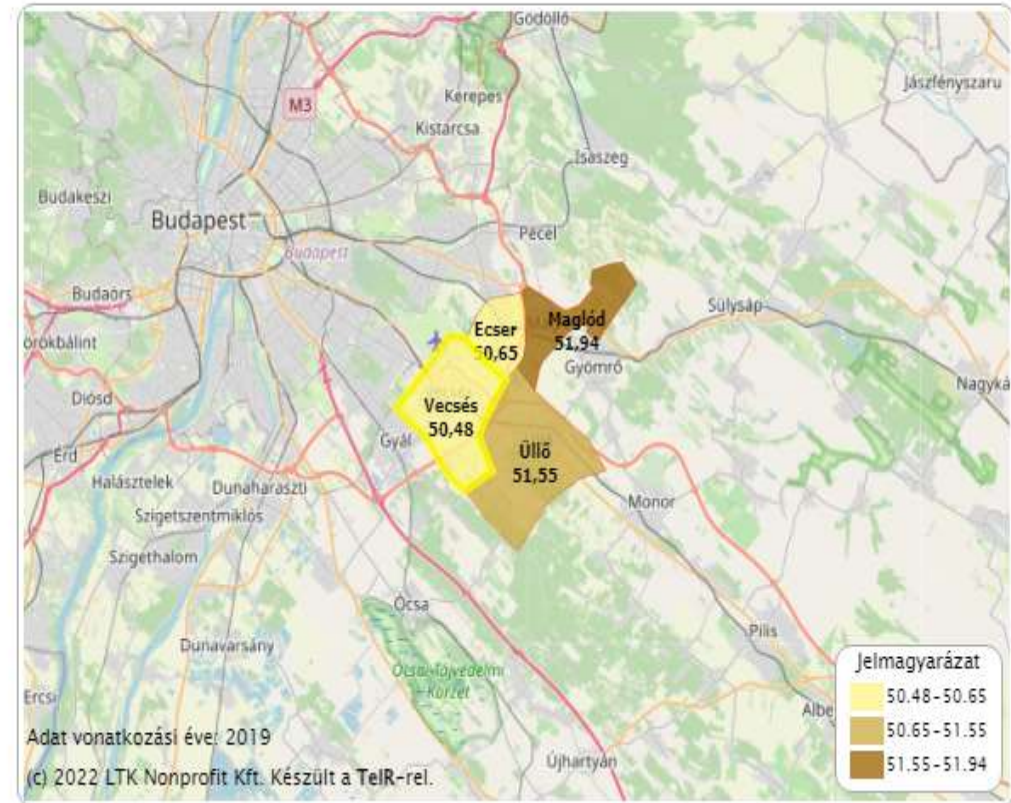 Gödöllő
Jászfényszaru
M3
Kerepes
Kistarcsa
Isaszeg
Budakeszi
Budapest
Pécel
Budapest
Budaörs
Ecser
50,65
Maglód
51,94
Sülysáp
Gyömrő
Nagyká
orökbálint
Diósd
Vecsés
50,48
Gyál
Üllő
51,55
Érd
Halásztelek
Dunaharaszti
Monor
Szigetszentmiklós
Szigethalom
Ócsa
Pilis
Dunavarsány
Ócsai Tájvédelmi
Körzet
Ercsi
Albe
Újhartyán
Adat vonatkozási éve: 2019
(c) 2022 LTK Nonprofit Kft. Készült a TeIR-rel.
Jelmagyarázat
50.48-50.65
50.65-51.55
51.55-51.94